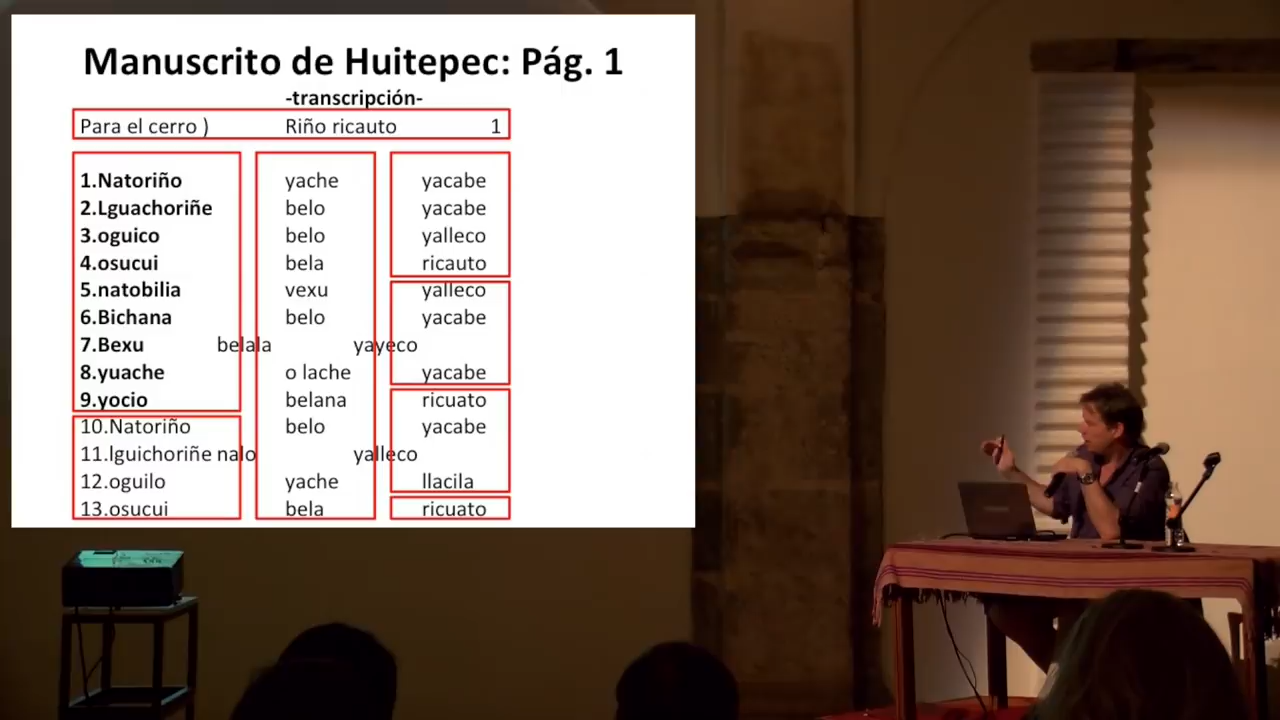 Manuscrito de Huitepec: Pág. 1
-transcripción-
Para el cerro ) Riño ricauto 1
1.Natoriño yache yacabe
2.Lguachoriñe belo yacabe
3.oguico belo yalleco
4.osucui bela ricauto
5.natobilia vexu yalleco
6.Bichana belo yacabe
7.Bexu belala yayeco
8.yuache o lache yacabe
9.yocio belana ricuato
10.Natoriño belo yacabe
11.lguichoriñe nalo yalleco
12.oguilo yache llacila
13.osucui bela ricuato